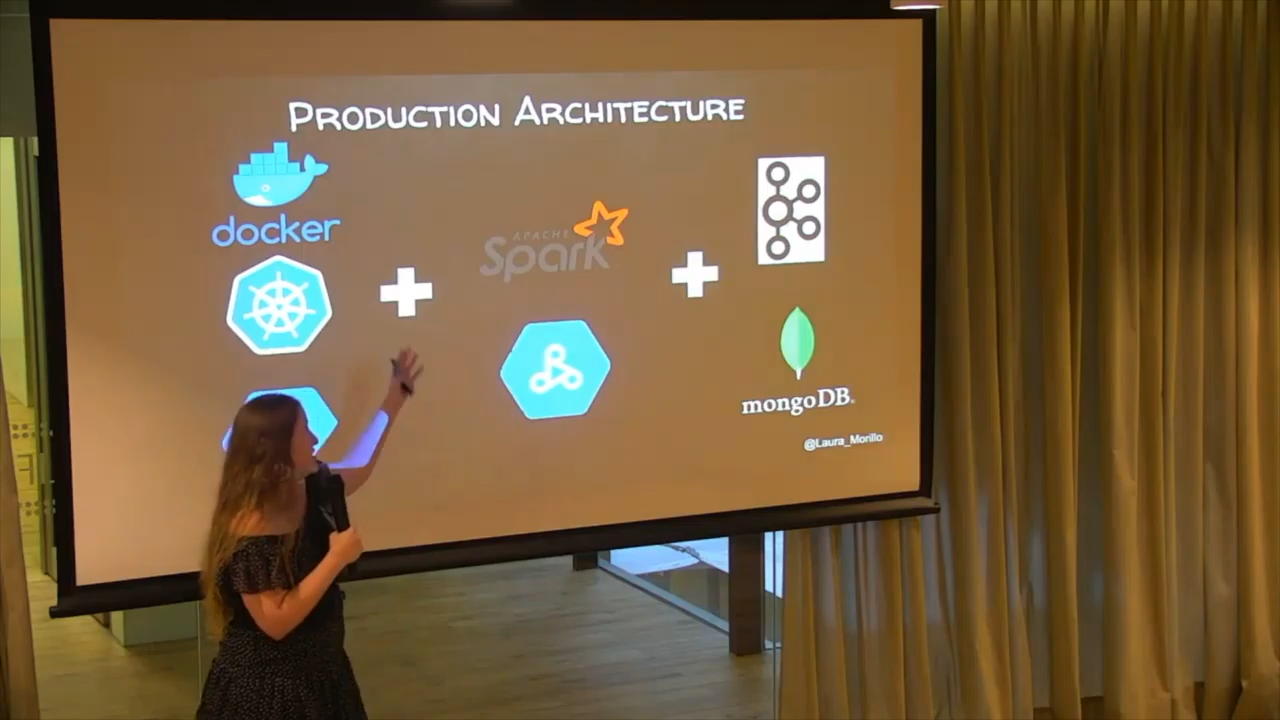 PRODUCTION ARCHITECTURE
docker
APACHE
Spark
mongoDB.
@Laura_Morillo